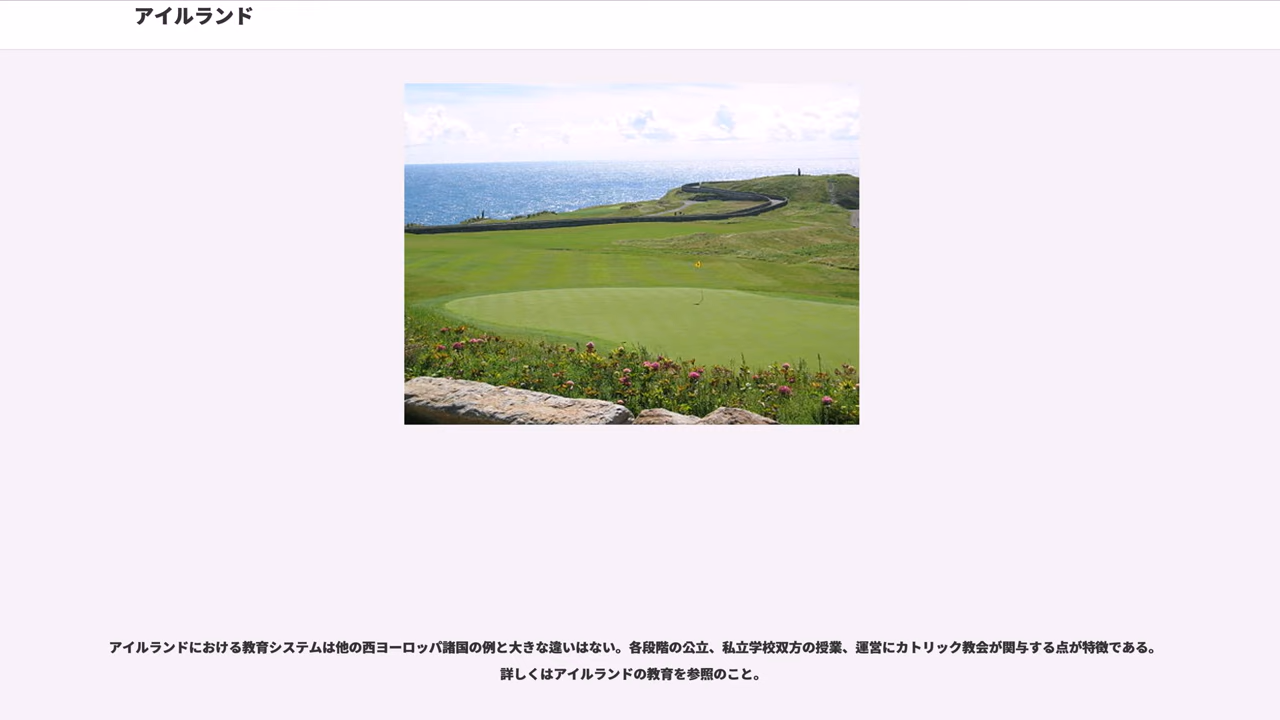 アイルランド
アイルランドにおける教育システムは他の西ヨーロッパ諸国の例と大きな違いはない。各段階の公立、私立学校双方の授業、運営にカトリック教会が関与する点が特徴である。
詳しくはアイルランドの教育を参照のこと。